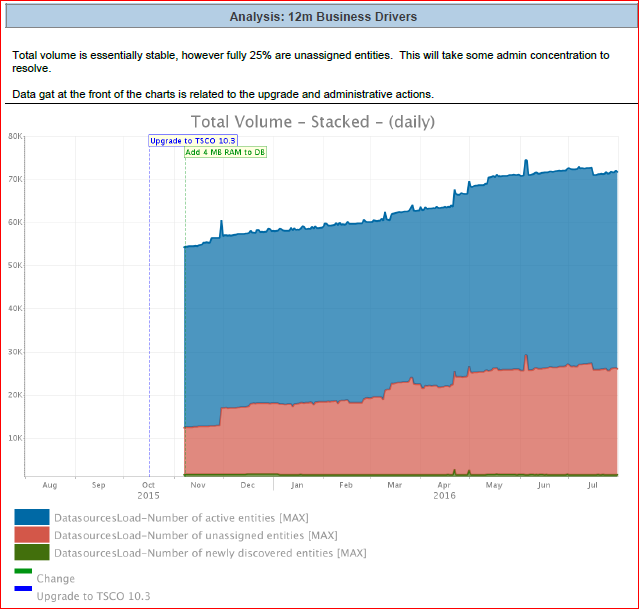 Analysis: 12m Business Drivers
Total volume is essentially stable, however fully 25% are unassigned entities.  This will take some admin concentration to
resolve.
Data gat at the front of the charts is related to the upgrade and administrative actions.
Total Volume - Stacked - (daily)
80K
Upgrade to TSCO 10.3
Add 4 MB RAM to DB
70K
60K
50K
40K
30K
20K
10K
Aug Sep Oct Nov Dec Jan Feb Mar Apr May Jun Jul
2015 2016
DatasourcesLoad-Number of active entities [MAX]
DatasourcesLoad-Number of unassigned entities [MAX]
DatasourcesLoad-Number of newly discovered entities [MAX]
Change
Upgrade to TSCO 10.3